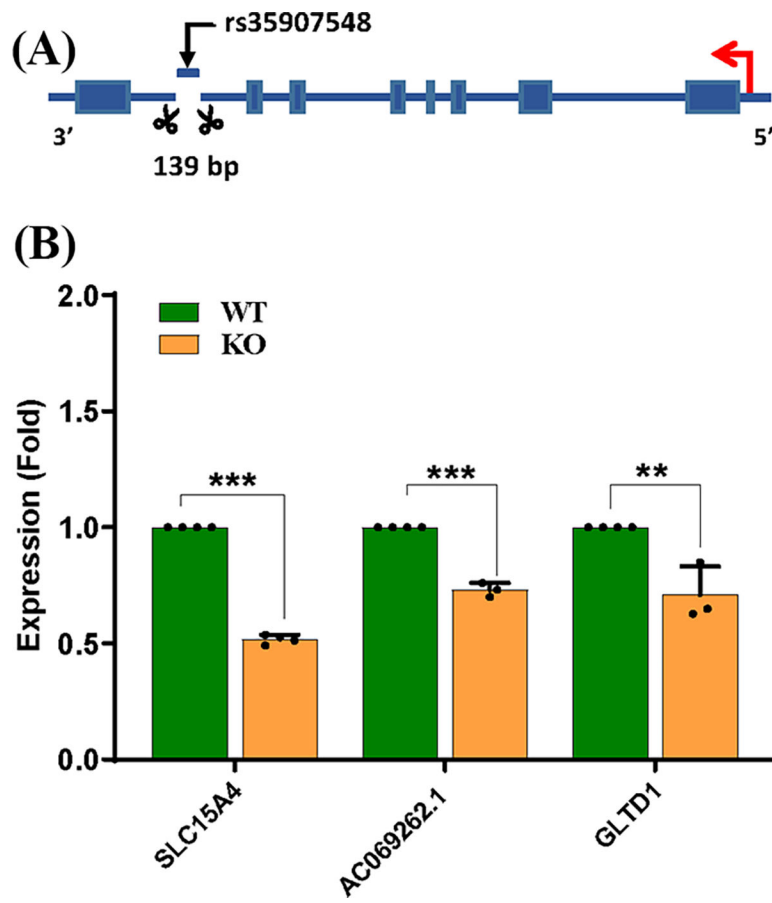 (A)
rs35907548
3'
5'
139 bp
(B)
2.0
WT
KO
1.5
***
***
**
1.0
0.5
0.0
Expression (Fold)
SLC15A4
AC069262.1
GLTD1